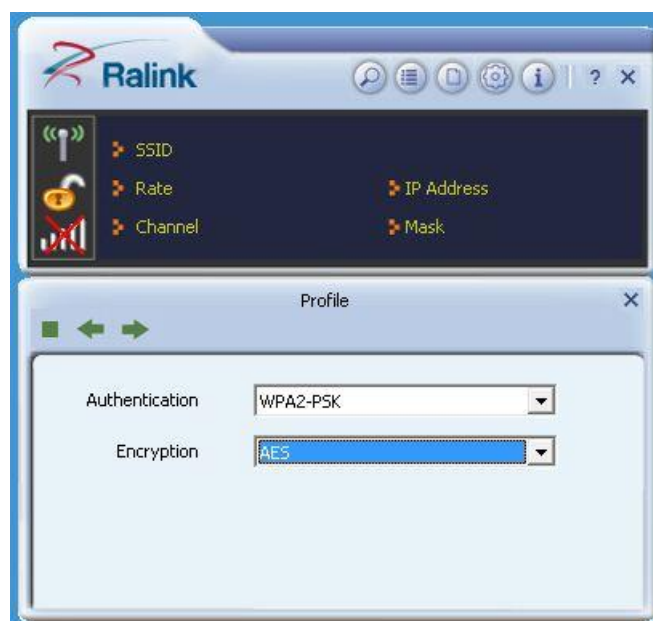 Ralink
? ×
SSID
Rate IP Address
Channel Mask
Profile
Authentication WPA2-PSK
Encryption AES